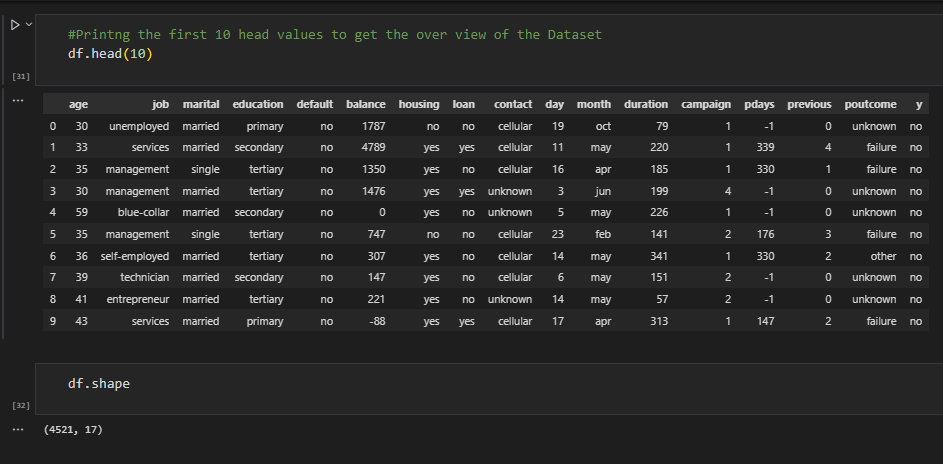 #Printng the first 10 head values to get the over view of the Dataset
df.head(10)
[31]
... age job marital education default balance housing loan contact day month duration campaign pdays previous poutcome y
0 30 unemployed married primary no 1787 no no cellular 19 oct 79 1 -1 0 unknown no
1 33 services married secondary no 4789 yes yes cellular 11 may 220 1 339 4 failure no
2 35 management single tertiary no 1350 yes no cellular 16 apr 185 1 330 1 failure no
3 30 management married tertiary no 1476 yes yes unknown 3 jun 199 4 -1 0 unknown no
4 59 blue-collar married secondary no 0 yes no unknown 5 may 226 1 -1 0 unknown no
5 35 management single tertiary no 747 no no cellular 23 feb 141 2 176 3 failure no
6 36 self-employed married tertiary no 307 yes no cellular 14 may 341 1 330 2 other no
7 39 technician married secondary no 147 yes no cellular 6 may 151 2 -1 0 unknown no
8 41 entrepreneur married tertiary no 221 yes no unknown 14 may 57 2 -1 0 unknown no
9 43 services married primary no -88 yes yes cellular 17 apr 313 1 147 2 failure no
df.shape
[32]
... (4521, 17)